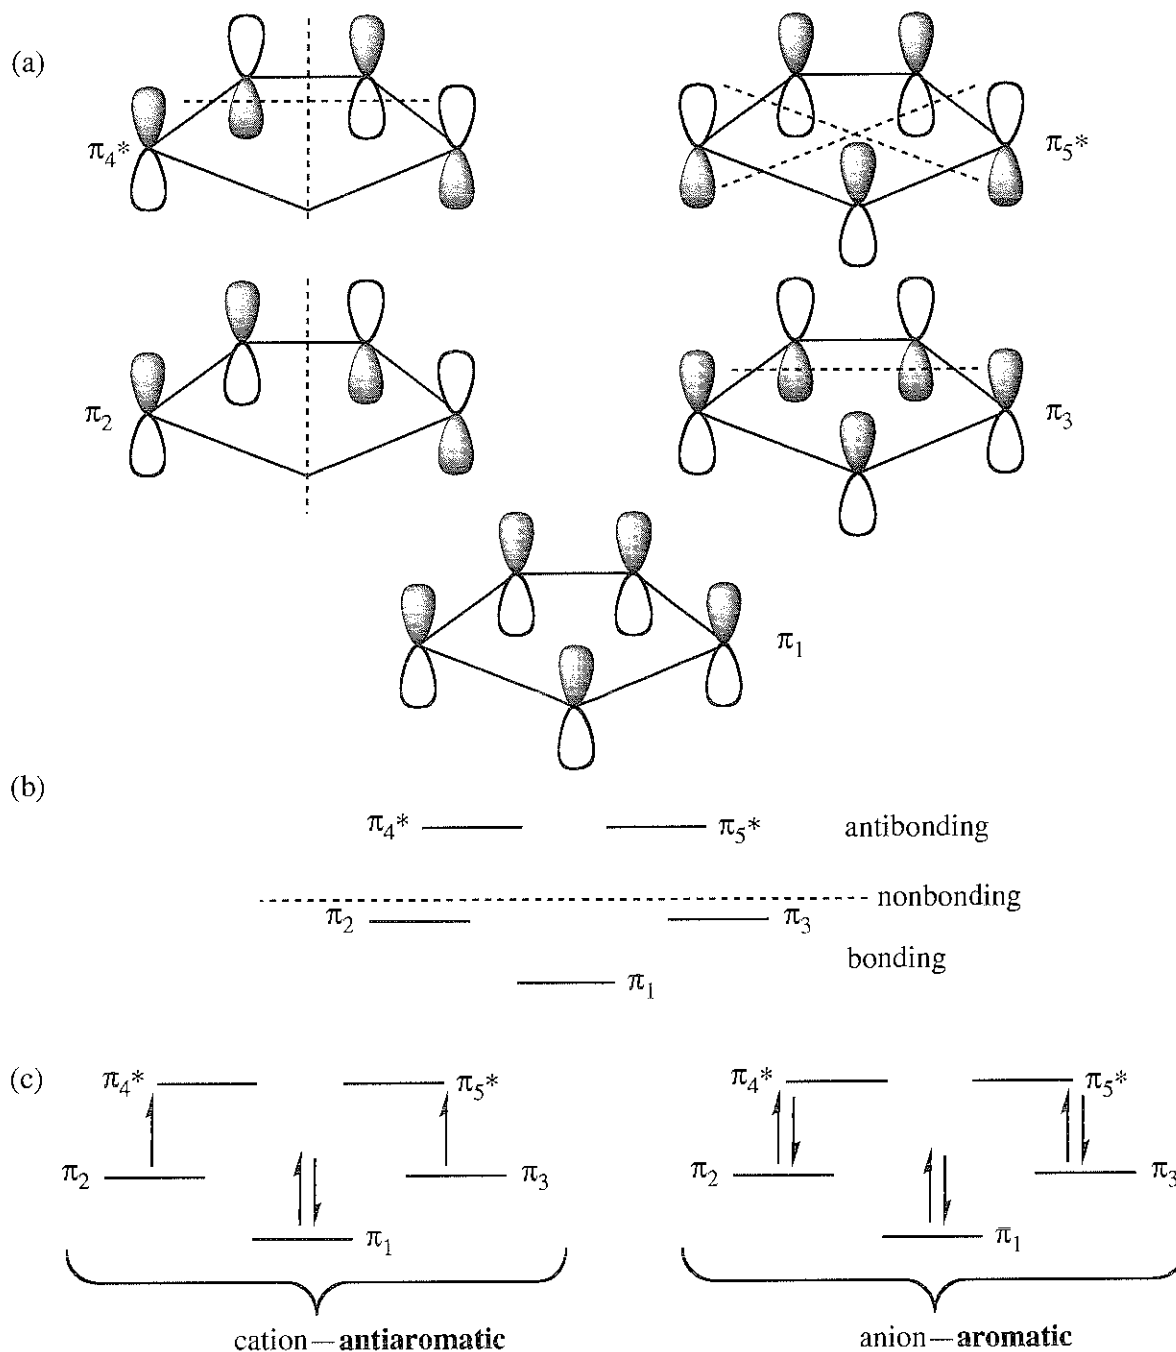 (a)
π4*
π5*
π2
π3
π1
(b)
π4* π5* antibonding
nonbonding
π2 π3
bonding
π1
(c)
π4* π5* π4* π5*
π2 π3 π2 π3
π1 π1
cation—antiaromatic anion—aromatic